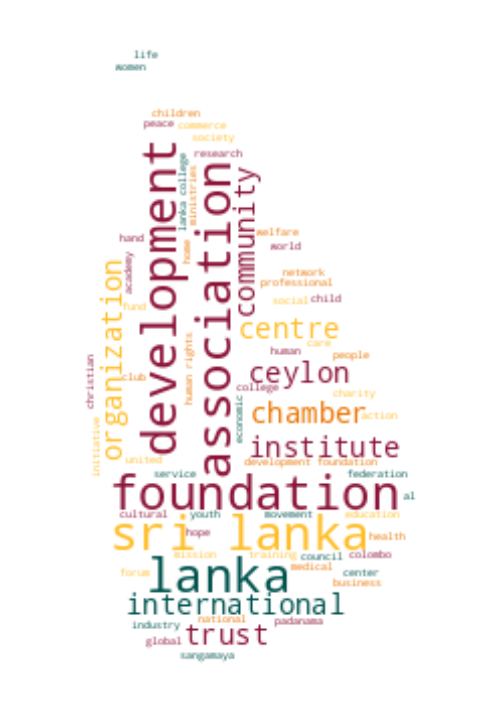 life
women
children
peace commerce
society
research
development
association
community
lanka college
ministries
home
hand
academy
welfare
world
organization
network
professional
fund
social child
centre
care
human
people
human rights
christian
club
ceylon
college
charity
economic
chamber
action
initiative
institute
united
development foundation
service
federation
foundation
al
cultural
youth
movement
education
sri lanka
hope
health
mission
training
council
colombo
lanka
medical
forum
center
business
international
national
padanama
industry
trust
global
sangamaya